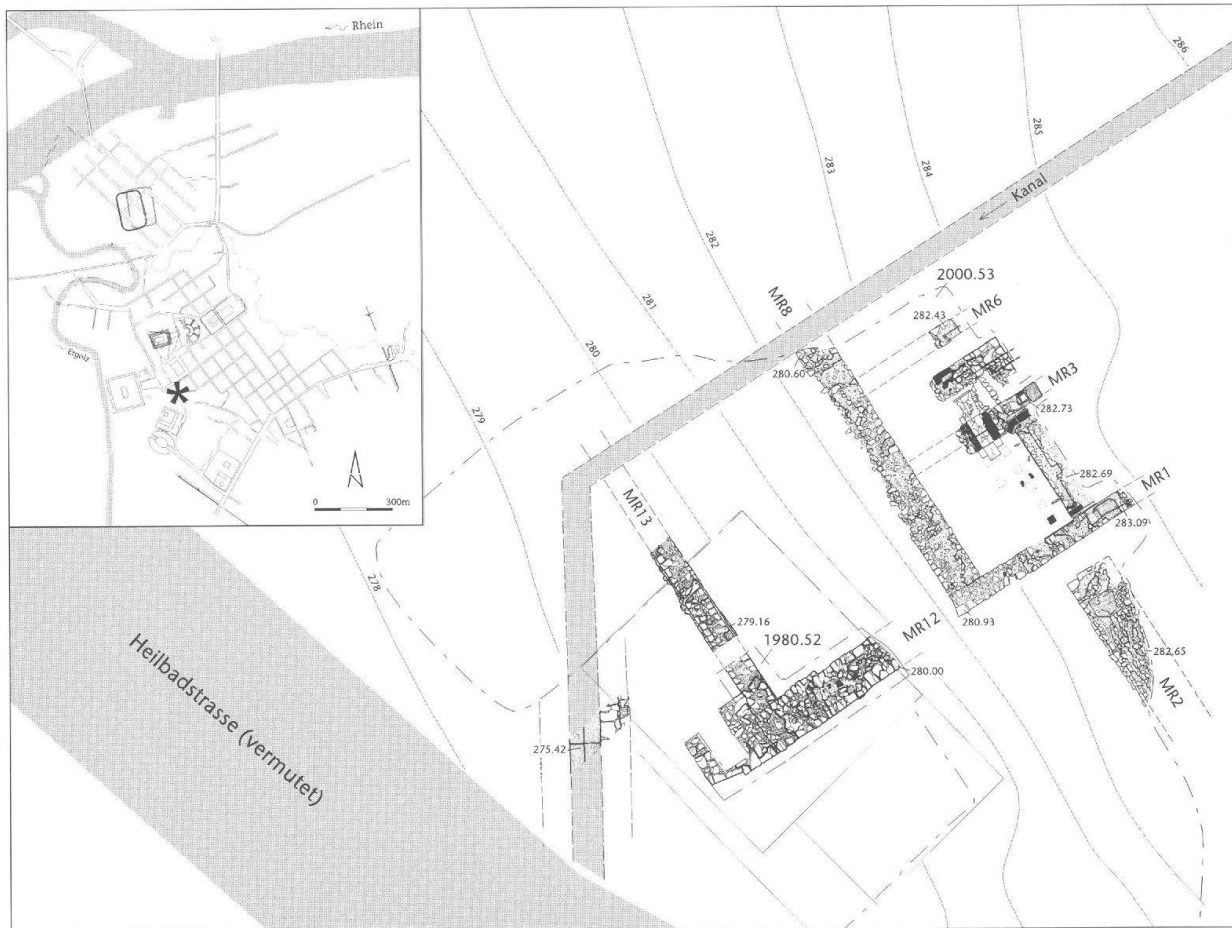 Rhein
Ergolz
0 300m
286
285
284
283
282
281
280
279
278
Kanal
2000.53
MR8
282.43
MR6
280.60
MR3
282.73
282.69
MR1
283.09
MR13
279.16
1980.52
MR12
280.93
280.00
282.65
MR2
275.42
Heilbadstrasse (vermutet)